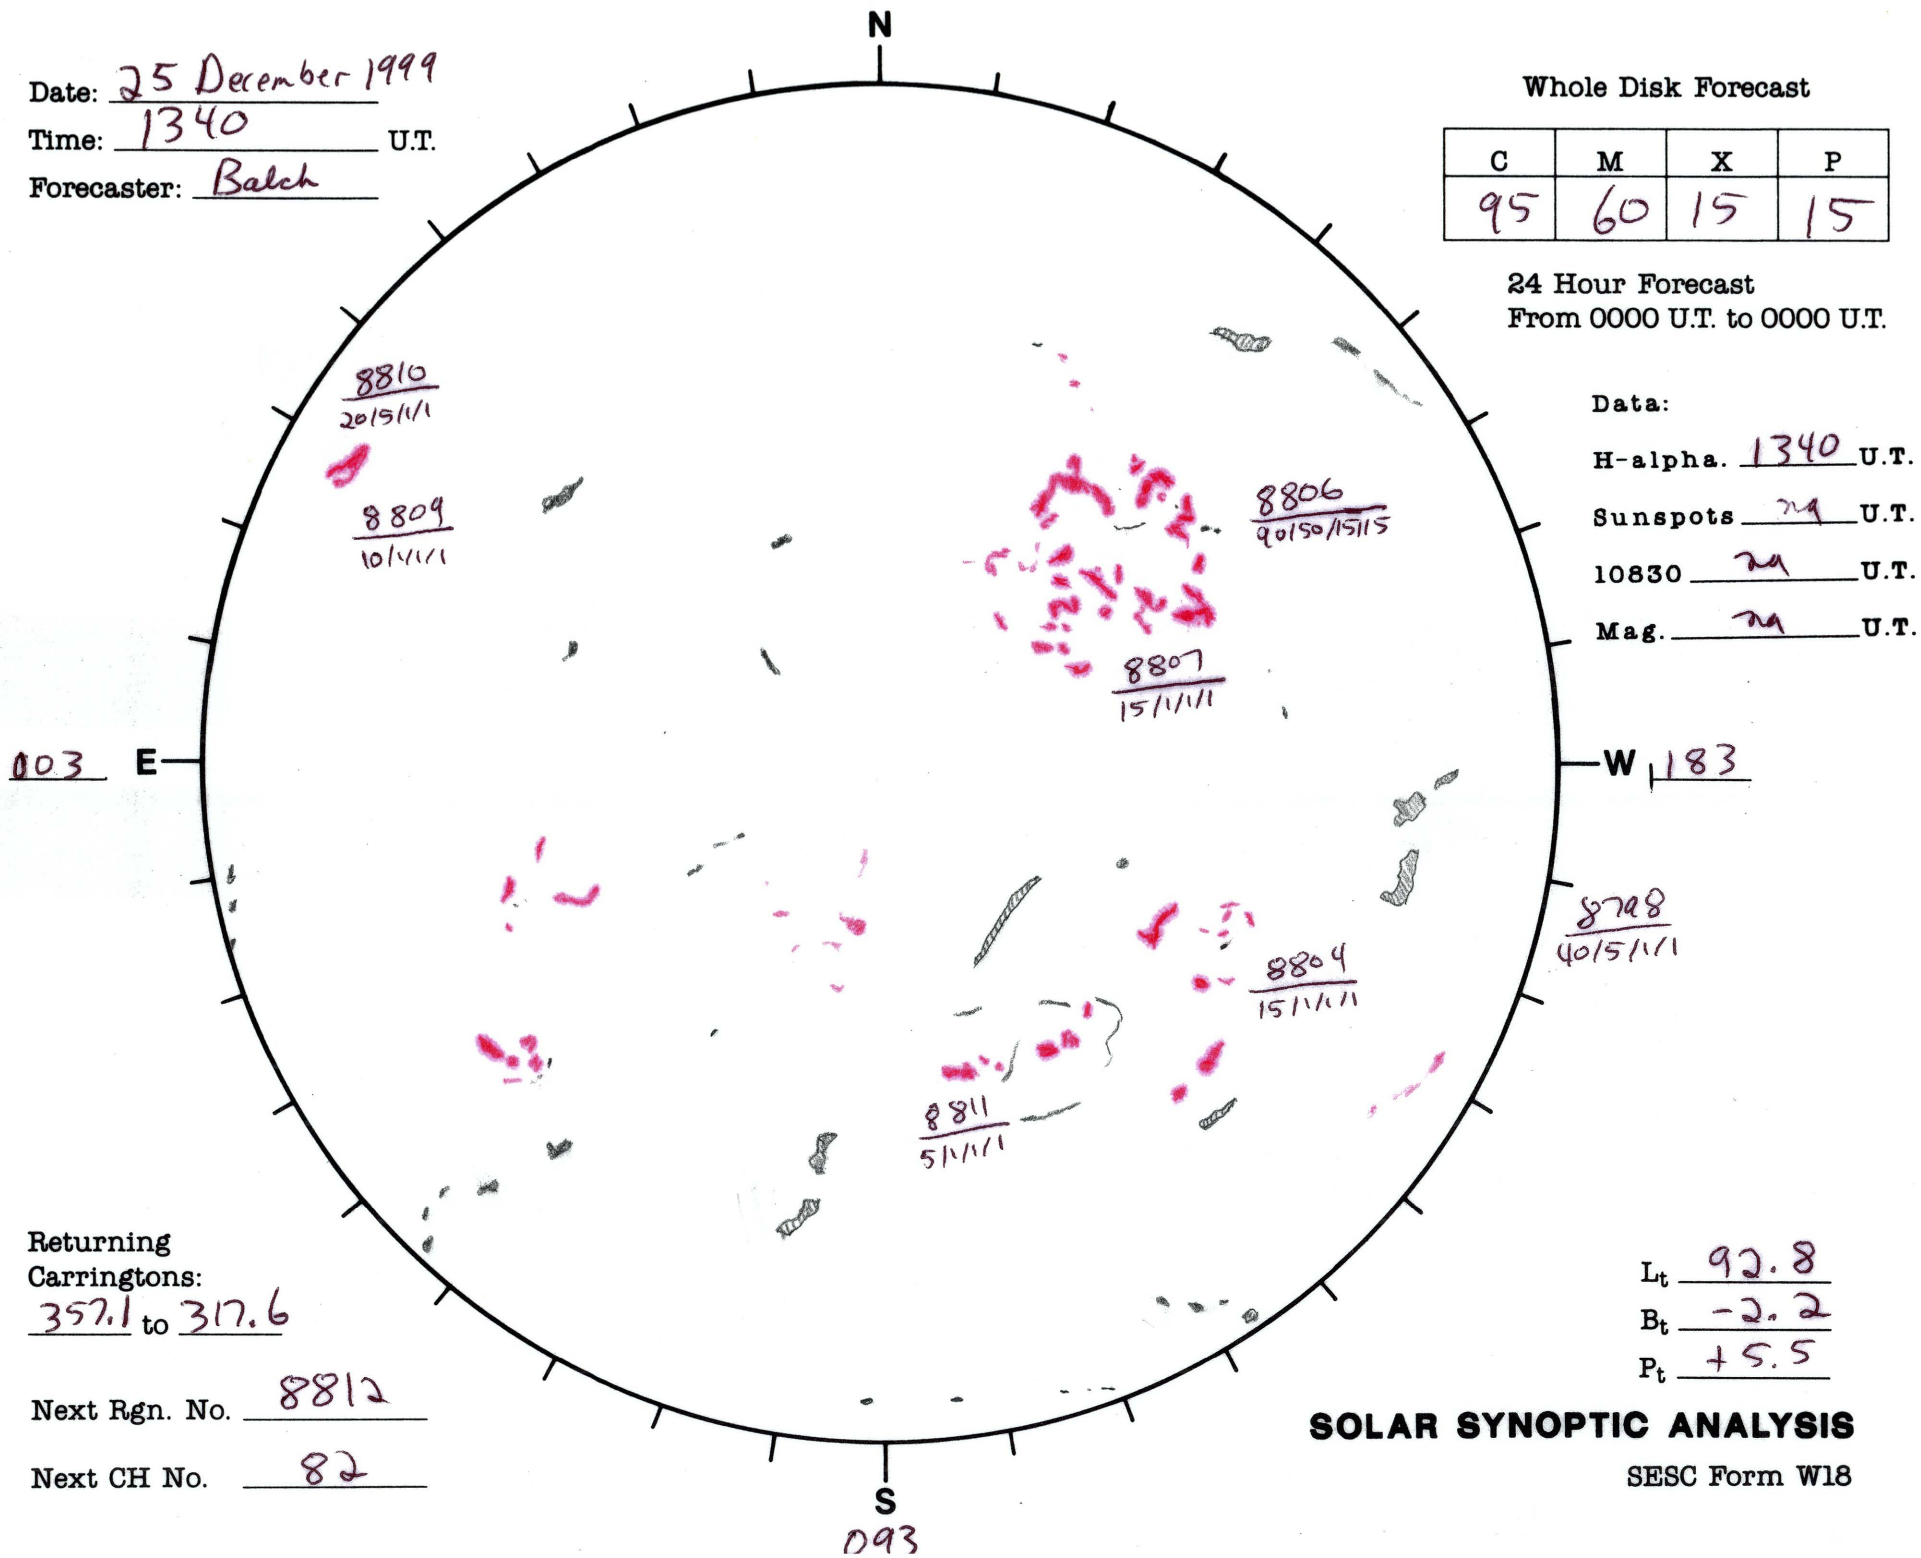 N
Date: 25 December 1999
Time: 1340 U.T.
Forecaster: Balch
Whole Disk Forecast
C M X P
95 60 15 15
24 Hour Forecast
From 0000 U.T. to 0000 U.T.
Data:
H-alpha. 1340 U.T.
Sunspots na U.T.
10830 na U.T.
Mag. na U.T.
8810
20/5/1/1
8809
10/1/1/1
8806
90/50/15/15
8807
15/1/1/1
003 E
W 183
8798
40/5/1/1
8804
15/1/1/1
8811
5/1/1/1
Returning
Carringtons:
357.1 to 317.6
Next Rgn. No. 8812
Next CH No. 82
Lt 92.8
Bt -2.2
Pt +5.5
SOLAR SYNOPTIC ANALYSIS
SESC Form W18
S
093